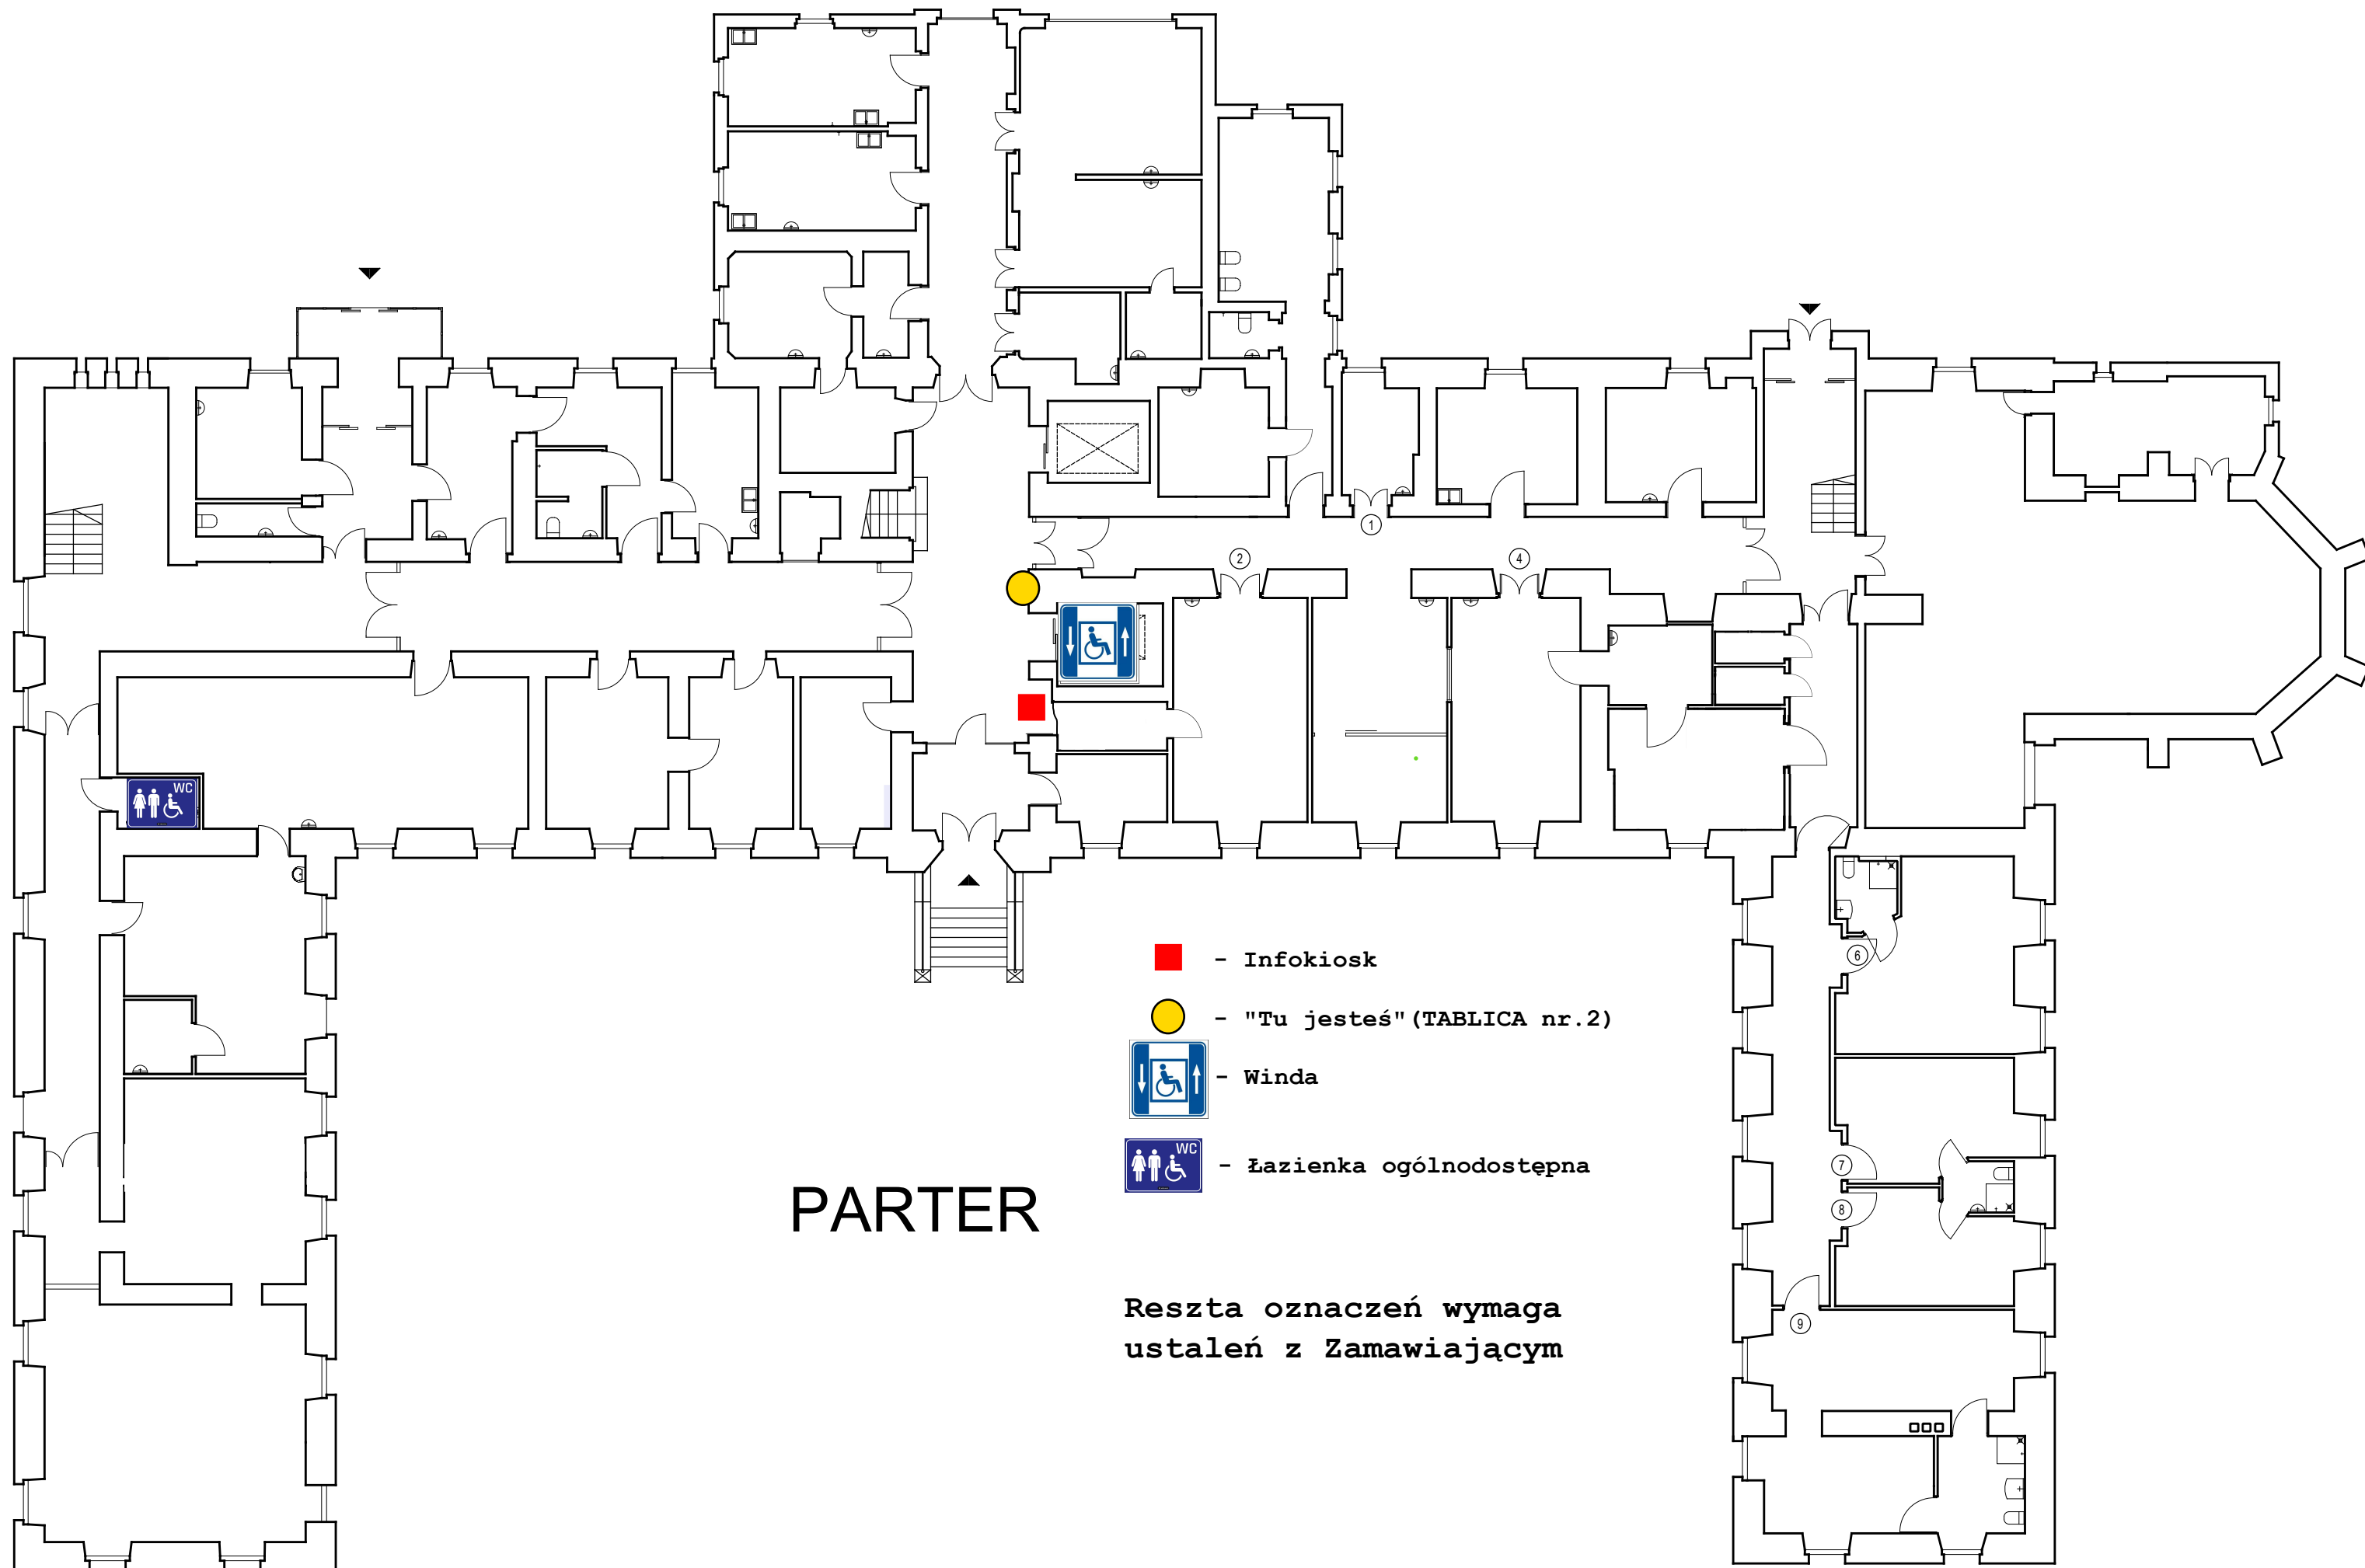 1
2
4
WC
6
- Infokiosk
- "Tu jesteś"(TABLICA nr.2)
- Winda
WC
- Łazienka ogólnodostępna
7
8
PARTER
Reszta oznaczeń wymaga
ustaleń z Zamawiającym
9